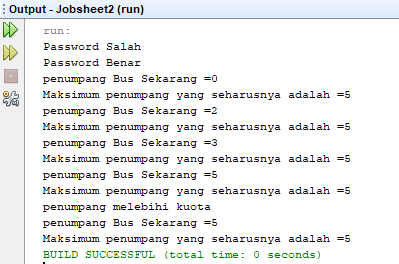 Output - Jobsheet2 (run)
run:
Password Salah
Password Benar
penumpang Bus Sekarang =0
Maksimum penumpang yang seharusnya adalah =5
penumpang Bus Sekarang =2
Maksimum penumpang yang seharusnya adalah =5
penumpang Bus Sekarang =3
Maksimum penumpang yang seharusnya adalah =5
penumpang Bus Sekarang =5
Maksimum penumpang yang seharusnya adalah =5
penumpang melebihi kuota
penumpang Bus Sekarang =5
Maksimum penumpang yang seharusnya adalah =5
BUILD SUCCESSFUL (total time: 0 seconds)